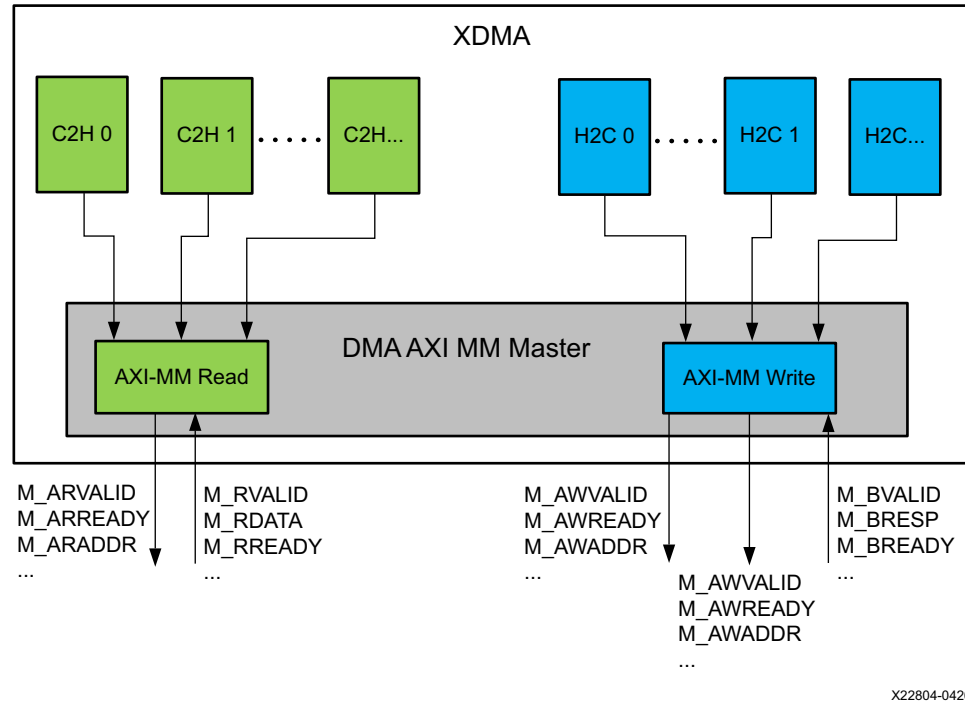 XDMA
C2H 0
C2H 1
C2H...
H2C 0
H2C 1
H2C...
DMA AXI MM Master
AXI-MM Read
AXI-MM Write
M_ARVALID
M_ARREADY
M_ARADDR
...
M_RVALID
M_RDATA
M_RREADY
...
M_AWVALID
M_AWREADY
M_AWADDR
...
M_AWVALID
M_AWREADY
M_AWADDR
...
M_BVALID
M_BRESP
M_BREADY
...